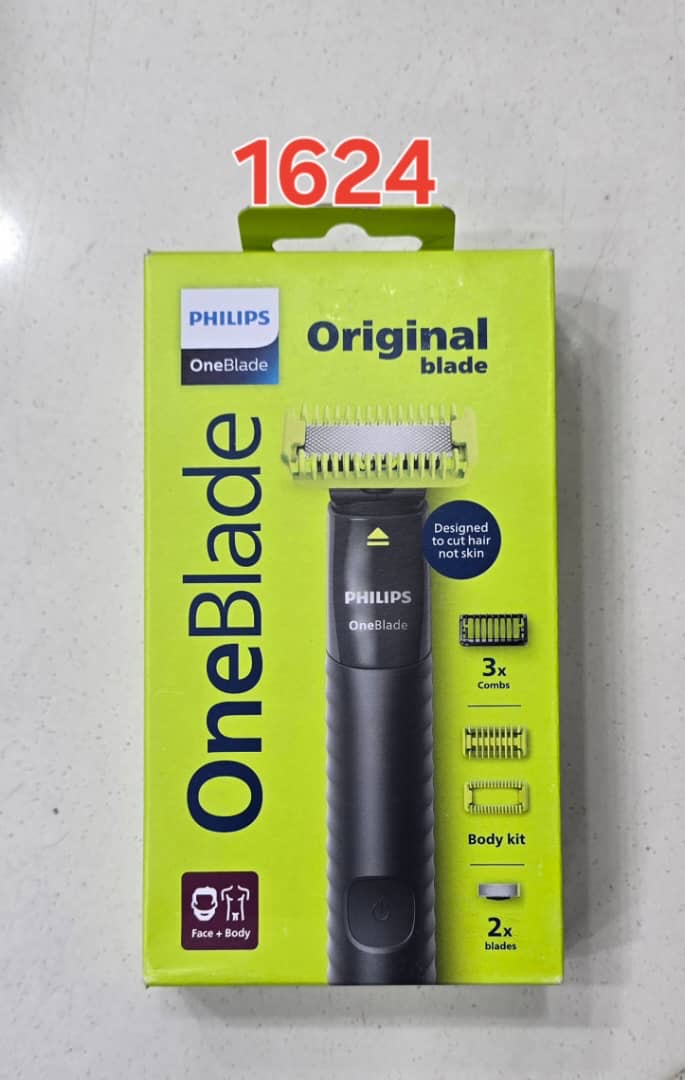 1624
PHILIPS
OneBlade
Original
blade
OneBlade
Designed
to cut hair
not skin
PHILIPS
OneBlade
3x
Combs
Body kit
2x
blades
Face + Body